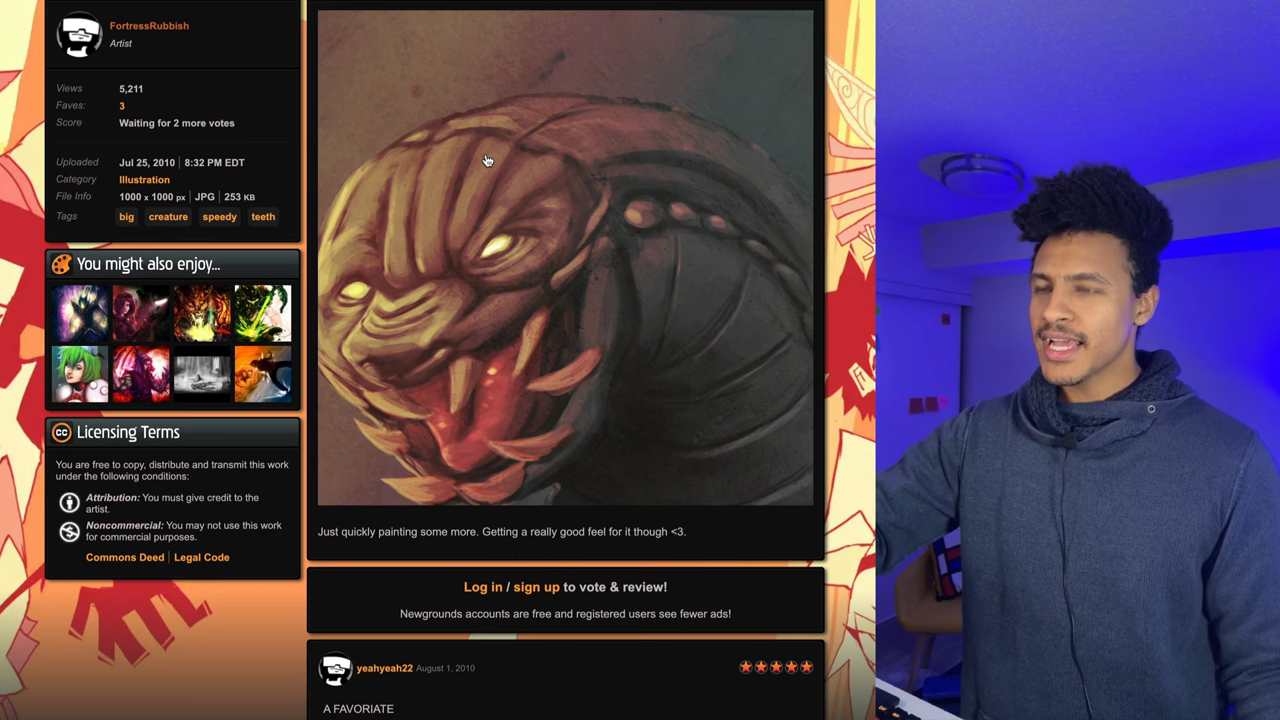 FortressRubbish
Artist
Views 5,211
Faves: 3
Score Waiting for 2 more votes
Uploaded Jul 25, 2010 | 8:32 PM EDT
Category Illustration
File Info 1000 x 1000 px | JPG | 253 KB
Tags big creature speedy teeth
You might also enjoy...
cc Licensing Terms
You are free to copy, distribute and transmit this work
under the following conditions:
Attribution: You must give credit to the
artist.
Noncommercial: You may not use this work
for commercial purposes.
Commons Deed | Legal Code
Just quickly painting some more. Getting a really good feel for it though <3.
Log in / sign up to vote & review!
Newgrounds accounts are free and registered users see fewer ads!
yeahyeah22 August 1, 2010
A FAVORIATE